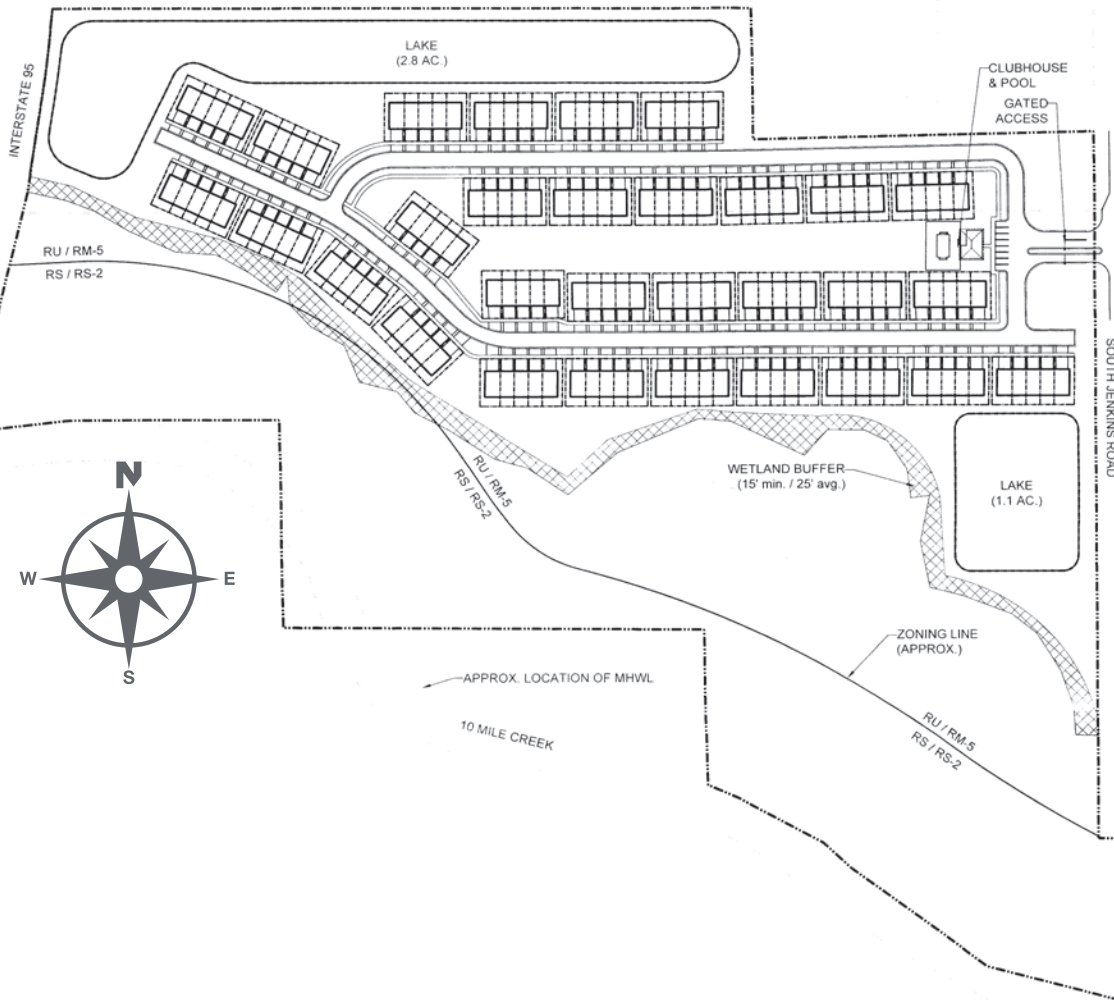 LAKE
(2.8 AC.)
INTERSTATE 95
CLUBHOUSE
& POOL
GATED
ACCESS
RU / RM-5
RS / RS-2
SOUTH JENKINS ROAD
RU / RM-5
RS / RS-2
WETLAND BUFFER
(15' min. / 25' avg.)
LAKE
(1.1 AC.)
N
W
E
S
ZONING LINE
(APPROX.)
APPROX. LOCATION OF MHWL
10 MILE CREEK
RU / RM-5
RS / RS-2